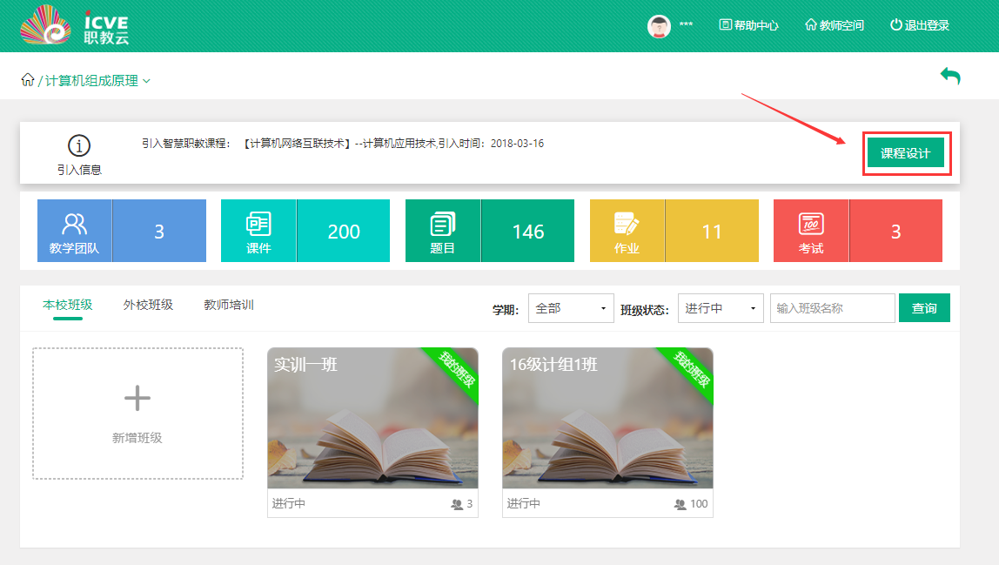 iCVE
职教云
*** 帮助中心 教师空间 退出登录
/计算机组成原理
引入信息
引入智慧职教课程： 【计算机网络互联技术】--计算机应用技术,引入时间：2018-03-16
课程设计
教学团队 3
课件 200
题目 146
作业 11
100
考试 3
本校班级 外校班级 教师培训
学期: 全部 班级状态: 进行中 输入班级名称 查询
新增班级
实训一班
我的班级
进行中 3
16级计组1班
我的班级
进行中 100